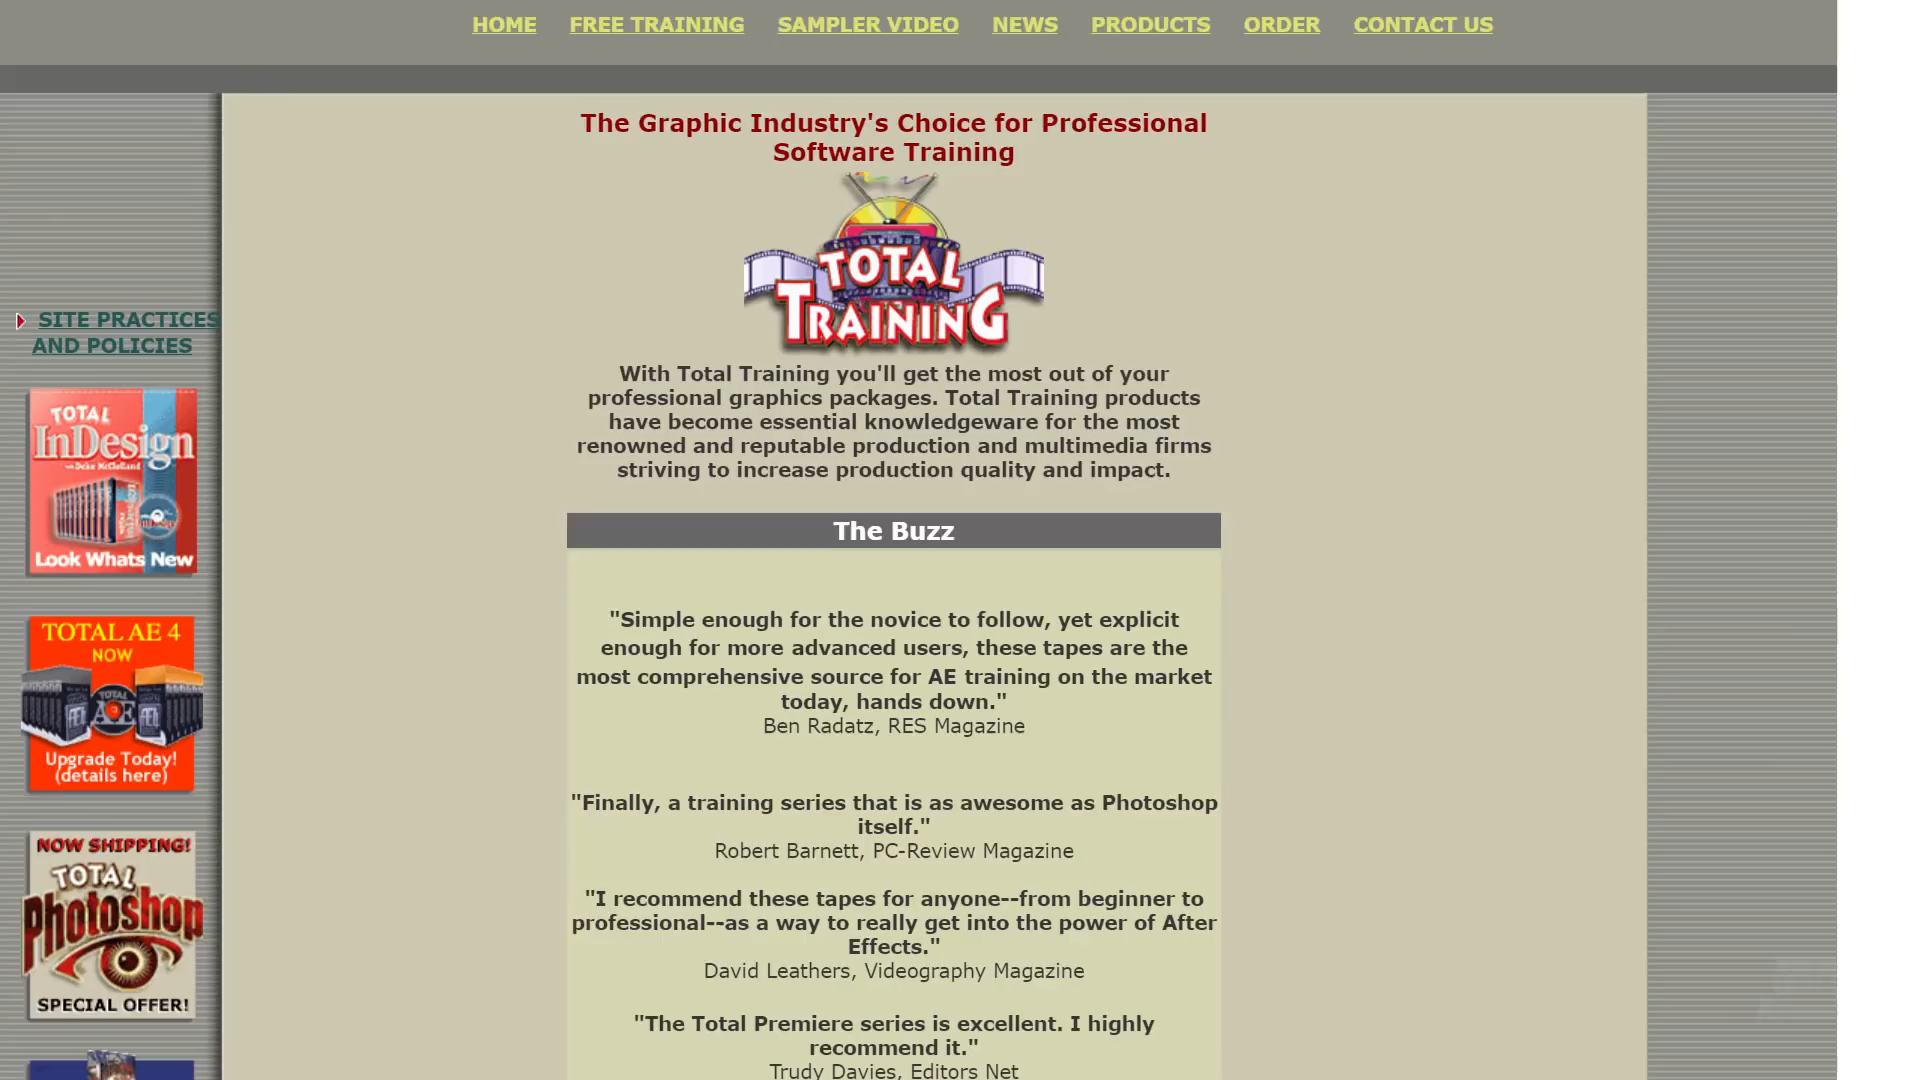 HOME FREE TRAINING SAMPLER VIDEO NEWS PRODUCTS ORDER CONTACT US
The Graphic Industry's Choice for Professional
Software Training
TOTAL
TRAINING
With Total Training you'll get the most out of your
professional graphics packages. Total Training products
have become essential knowledgeware for the most
renowned and reputable production and multimedia firms
striving to increase production quality and impact.
SITE PRACTICES
AND POLICIES
TOTAL
InDesign
with Deke McClelland
Look Whats New
TOTAL AE 4
NOW
TOTAL
AE
Upgrade Today!
(details here)
NOW SHIPPING!
TOTAL
Photoshop
SPECIAL OFFER!
The Buzz
"Simple enough for the novice to follow, yet explicit
enough for more advanced users, these tapes are the
most comprehensive source for AE training on the market
today, hands down."
Ben Radatz, RES Magazine
"Finally, a training series that is as awesome as Photoshop
itself."
Robert Barnett, PC-Review Magazine
"I recommend these tapes for anyone--from beginner to
professional--as a way to really get into the power of After
Effects."
David Leathers, Videography Magazine
"The Total Premiere series is excellent. I highly
recommend it."
Trudy Davies, Editors Net